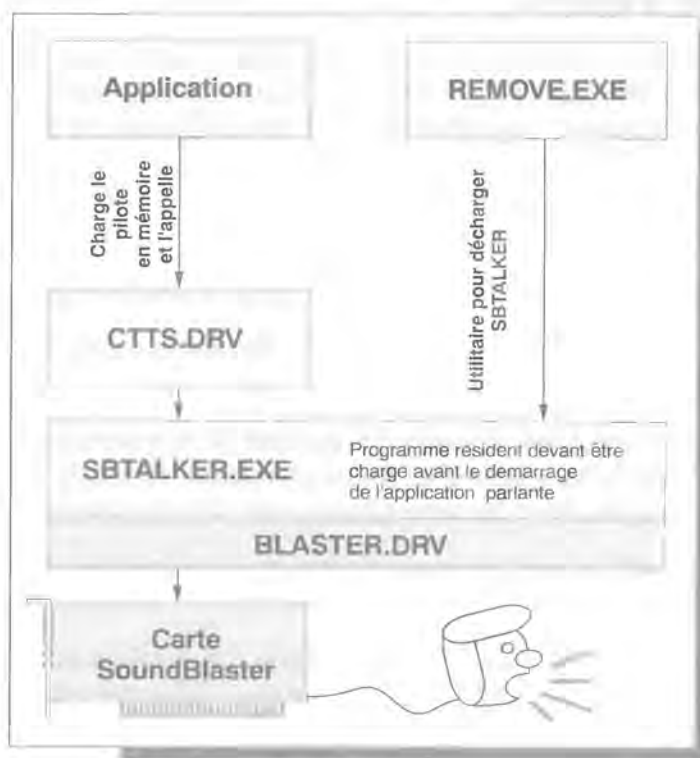 Application
REMOVE.EXE
Charge le
pilote
en mémoire
et l'appelle
Utilitaire pour décharger
SBTALKER
CTTS.DRV
SBTALKER.EXE
Programme resident devant être
chargé avant le demarrage
de l'application parlante
BLASTER.DRV
Carte
SoundBlaster